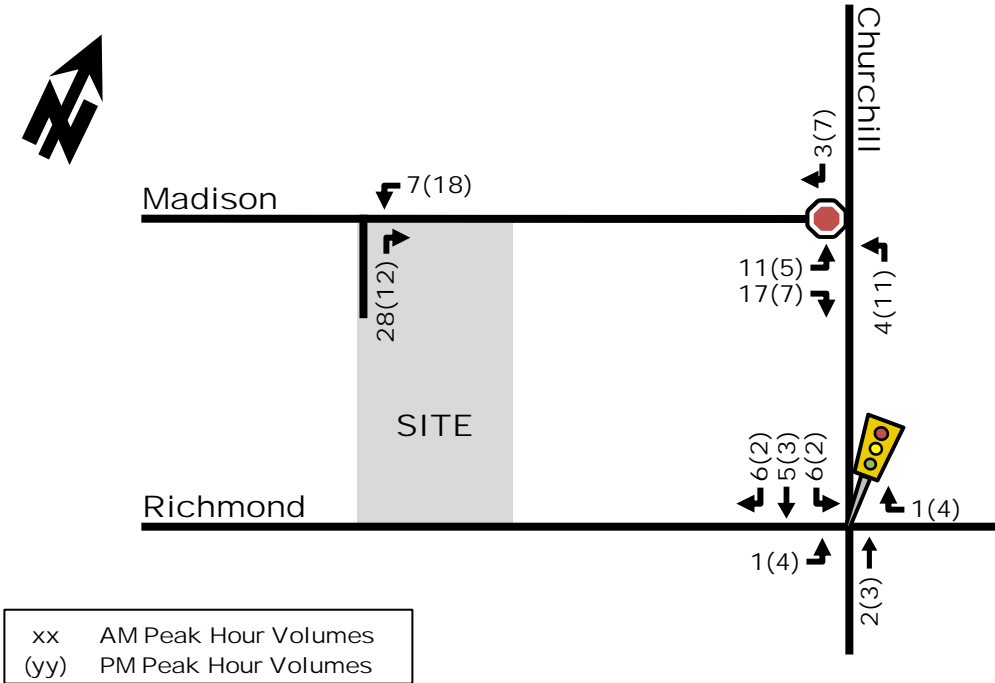 Churchill
3(7)
Madison
7(18)
28(12)
11(5)
17(7)
4(11)
SITE
6(2)
5(3)
6(2)
Richmond
1(4)
1(4)
2(3)
xx AM Peak Hour Volumes
(yy) PM Peak Hour Volumes